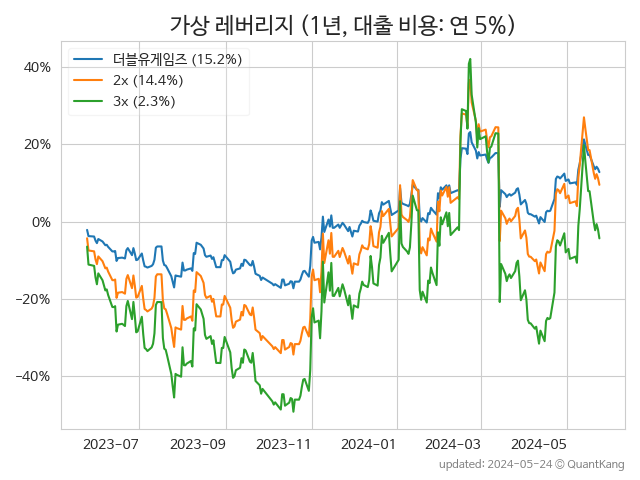 가상 레버리지 (1년, 대출 비용: 연 5%)
더블유게임즈 (15.2%)
2x (14.4%)
3x (2.3%)
40%
20%
0%
−20%
−40%
2023-07
2023-09
2023-11
2024-01
2024-03
2024-05
updated: 2024-05-24 © QuantKang